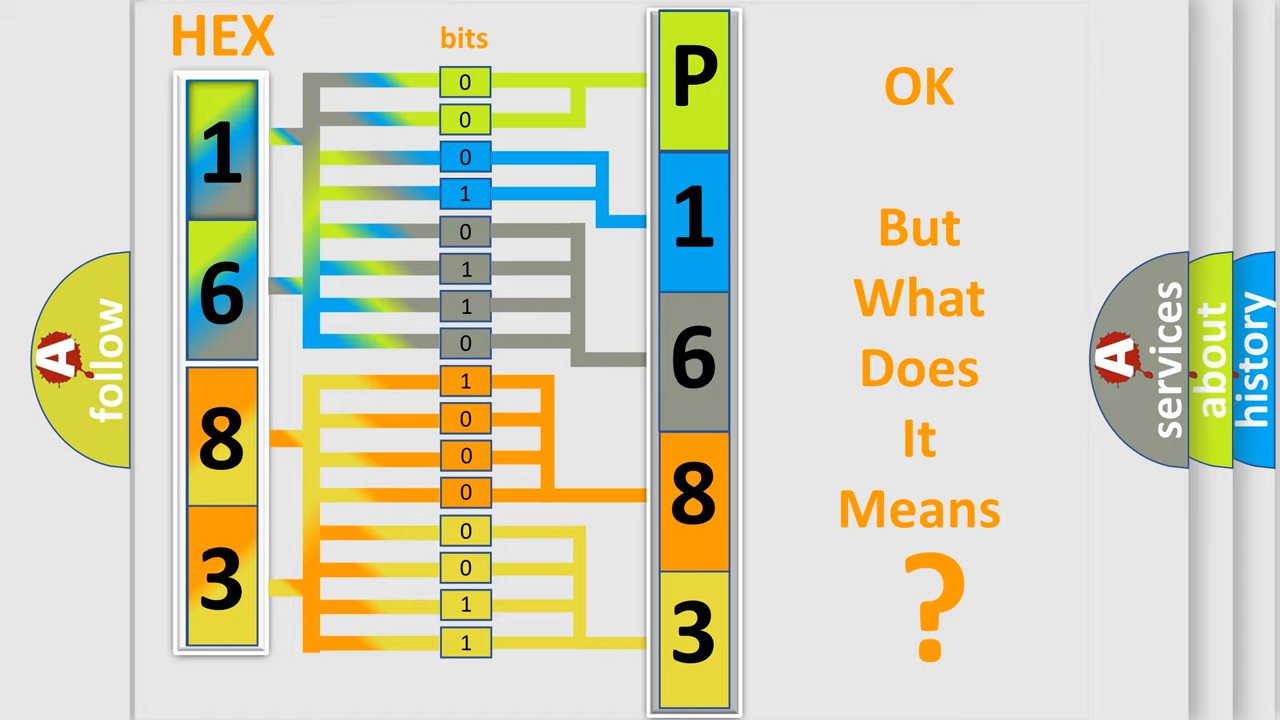 HEX
bits
1
6
8
3
0
0
0
1
0
1
1
0
1
0
0
0
0
0
1
1
P
1
6
8
3
OK
But
What
Does
It
Means
?
A
follow
A
services
about
history